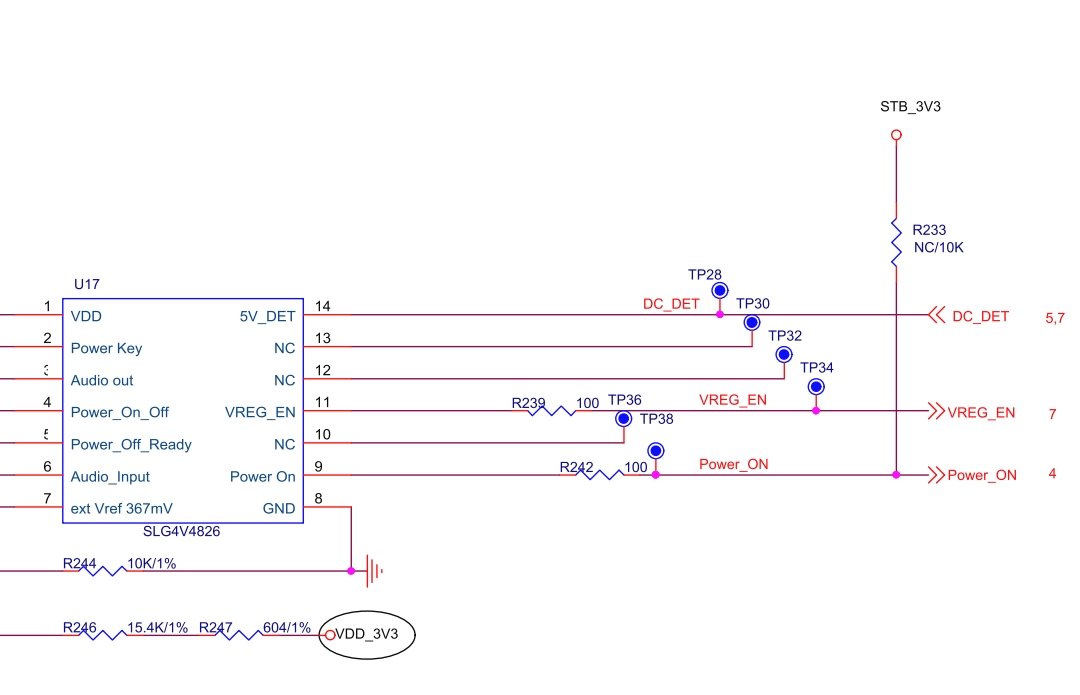 STB_3V3
R233
NC/10K
U17
TP28
DC_DET
TP30
1 VDD 5V_DET 14
DC_DET 5,7
2 Power Key NC 13
TP32
Audio out NC 12
TP34
4 Power_On_Off VREG_EN 11
R239 100 TP36 VREG_EN
VREG_EN 7
TP38
Power_Off_Ready NC 10
6 Audio_Input Power On 9
R242 100 Power_ON
Power_ON 4
7 ext Vref 367mV GND 8
SLG4V4826
R244 10K/1%
R246 15.4K/1% R247 604/1% VDD_3V3